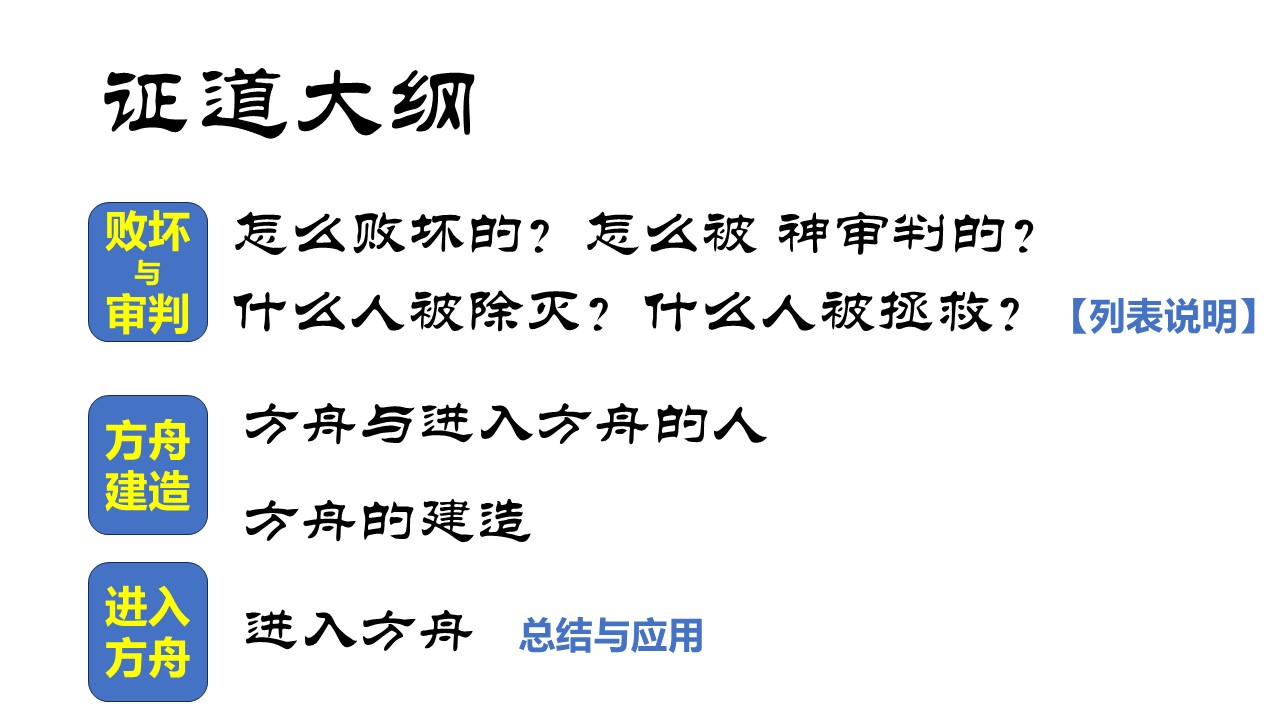 证道大纲
败坏
与
审判
怎么败坏的？怎么被 神审判的？
什么人被除灭？什么人被拯救？【列表说明】
方舟
建造
方舟与进入方舟的人
方舟的建造
进入
方舟
进入方舟 总结与应用